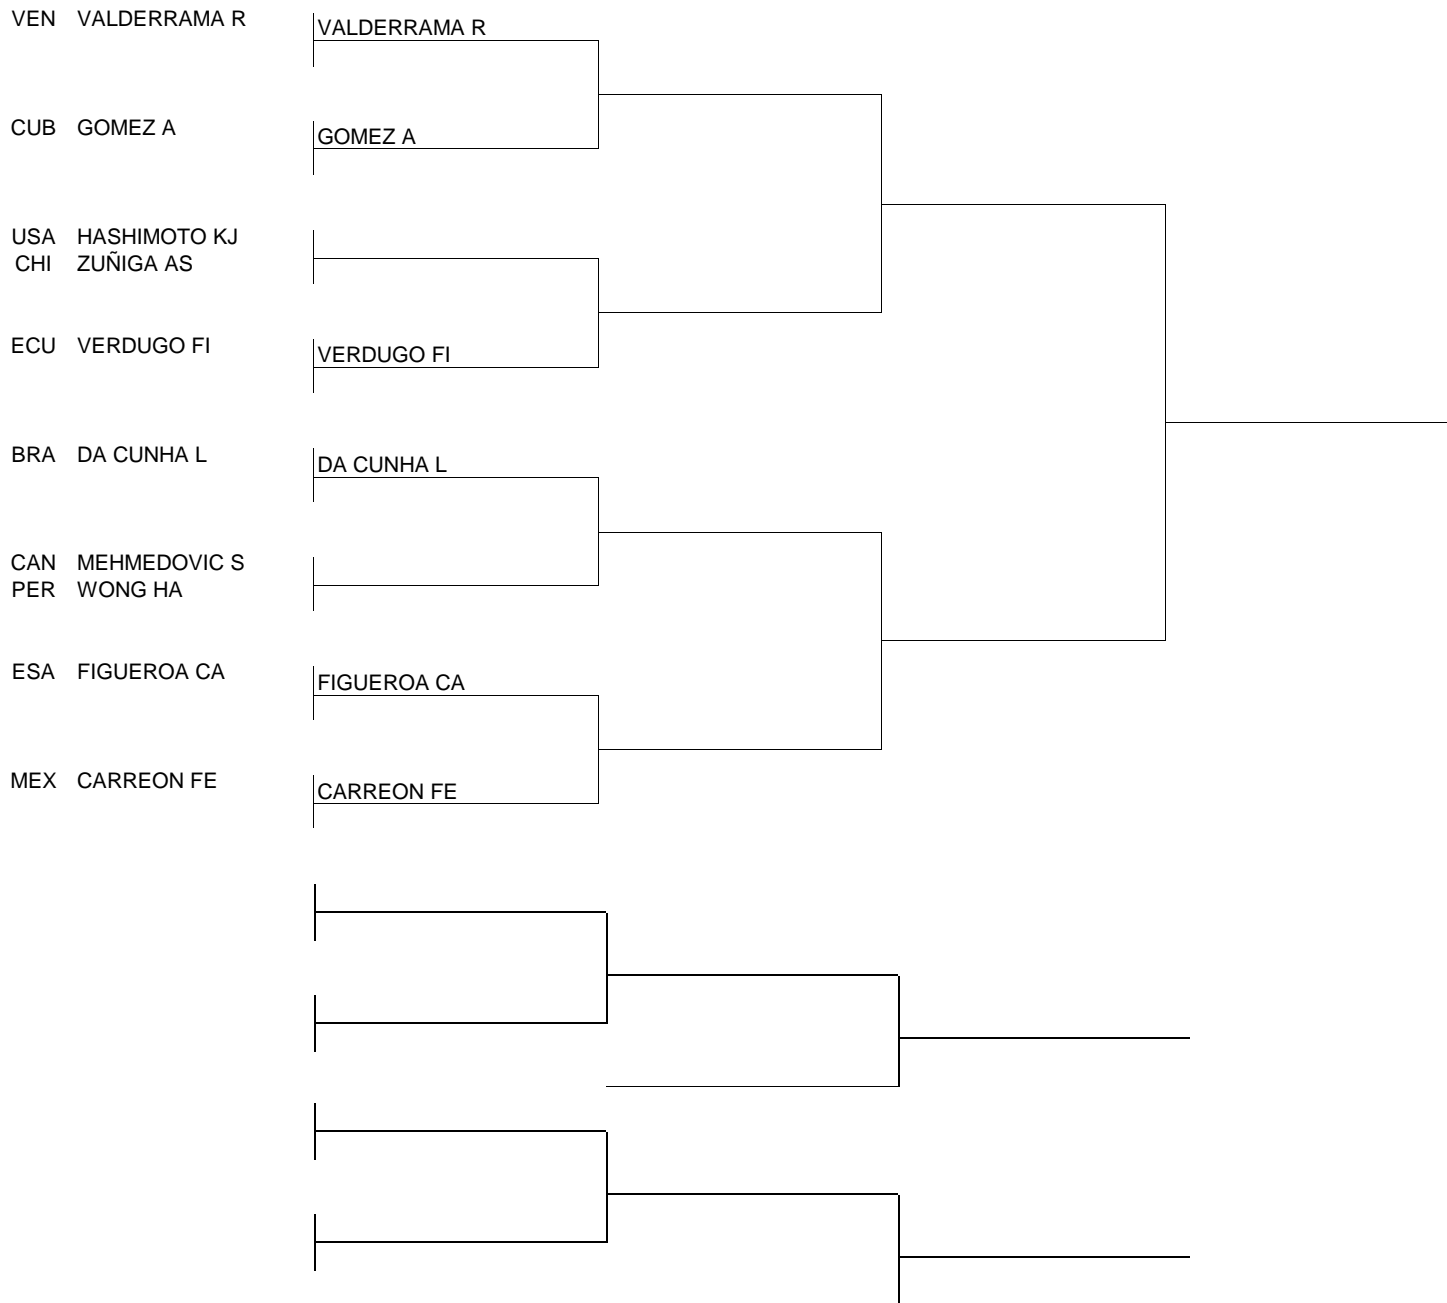 VEN VALDERRAMA R
VALDERRAMA R
CUB GOMEZ A
GOMEZ A
USA HASHIMOTO KJ
CHI ZUÑIGA AS
ECU VERDUGO FI
VERDUGO FI
BRA DA CUNHA L
DA CUNHA L
CAN MEHMEDOVIC S
PER WONG HA
ESA FIGUEROA CA
FIGUEROA CA
MEX CARREON FE
CARREON FE